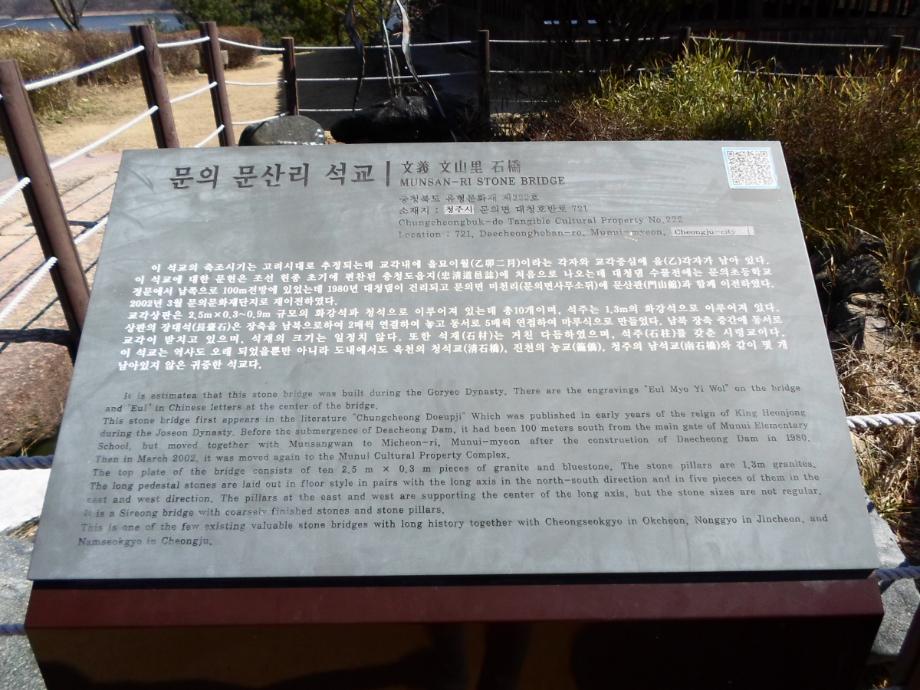 문의 문산리 석교 文義 文山里 石橋
MUNSAN-RI STONE BRIDGE
충청북도 유형문화재 제222호
소재지 : 청주시 문의면 대청호반로 721
Chungcheongbuk-do Tangible Cultural Property No.222
Location : 721, Daecheonghoban-ro, Munui-myeon, Cheongju-city
이 석교의 축조시기는 고려시대로 추정되는데 교각내에 을묘이월(乙卯二月)이라는 각자와 교각중심에 을(乙)각자가 남아 있다.
이 석교에 대한 문헌은 조선 헌종 초기에 편찬된 충청도읍지(忠清道邑誌)에 처음으로 나오는데 대청댐 수몰전에는 문의초등학교
정문에서 남쪽으로 100m전방에 있었는데 1980년 대청댐이 건립되고 문의면 미천리(문의면사무소뒤)에 문산관(門山館)과 함께 이전하였다.
2002년 3월 문의문화재단지로 재이전하였다.
교각상판은 2.5m×0.3~0.9m 규모의 화강석과 청석으로 이루어져 있는데 총10개이며, 석주는 1.3m의 화강석으로 이루어져 있다.
상판의 장대석(長臺石)은 장축을 남북으로하여 2매씩 연결하여 놓고 동서로 5매씩 연접하여 마루식으로 만들었다. 남북 장축 중간에 동서로
교각이 받치고 있으며, 석재의 크기는 일정치 않다. 또한 석재(石材)는 거친 다듬하였으며, 석주(石柱)를 갖춘 시렁교이다.
이 석교는 역사도 오래 되었을뿐만 아니라 도내에서도 옥천의 청석교(清石橋), 진천의 농교(籠橋), 청주의 남석교(南石橋)와 같이 몇 개
남아있지 않은 귀중한 석교다.
It is estimated that this stone bridge was built during the Goryeo Dynasty. There are the engravings "Eul Myo Yi Wol" on the bridge
and "Eul" in Chinese letters at the center of the bridge.
This stone bridge first appears in the literature "Chungcheong Doeupji" Which was published in early years of the reign of King Heonjong
during the Joseon Dynasty. Before the submergence of Deacheong Dam, it had been 100 meters south from the main gate of Munui Elementary
School, but moved together with Munsangwan to Micheon-ri, Munui-myeon after the construction of Daecheong Dam in 1980.
Then in March 2002, it was moved again to the Munui Cultural Property Complex.
The top plate of the bridge consists of ten 2.5 m × 0.3 m pieces of granite and bluestone. The stone pillars are 1.3m granites.
The long pedestal stones are laid out in floor style in pairs with the long axis in the north-south direction and in five pieces of them in the
east and west direction. The pillars at the east and west are supporting the center of the long axis, but the stone sizes are not regular.
It is a Sireong bridge with coarsely finished stones and stone pillars.
This is one of the few existing valuable stone bridges with long history together with Cheongseokgyo in Okcheon, Nonggyo in Jincheon, and
Namseokgyo in Cheongju.